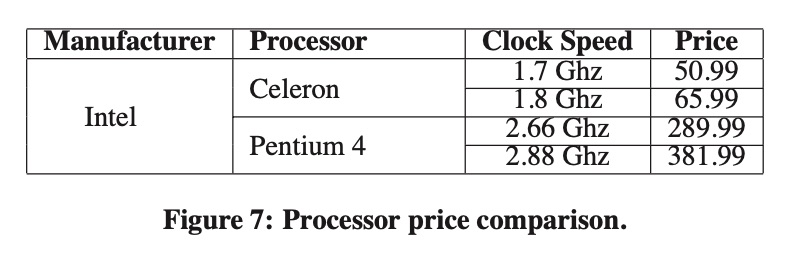 Manufacturer Processor Clock Speed Price
Intel Celeron 1.7 Ghz 50.99
1.8 Ghz 65.99
Pentium 4 2.66 Ghz 289.99
2.88 Ghz 381.99
Figure 7: Processor price comparison.